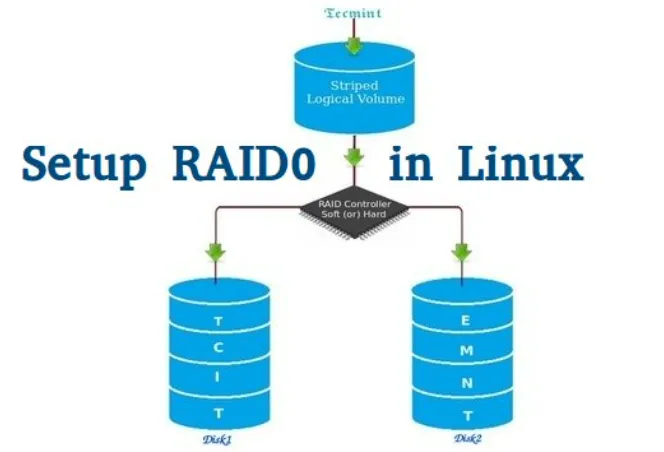 Tecmint
Striped
Logical Volume
Setup RAID0 in Linux
RAID Controller
Soft (or) Hard
T
C
I
T
Disk1
E
M
N
T
Disk2